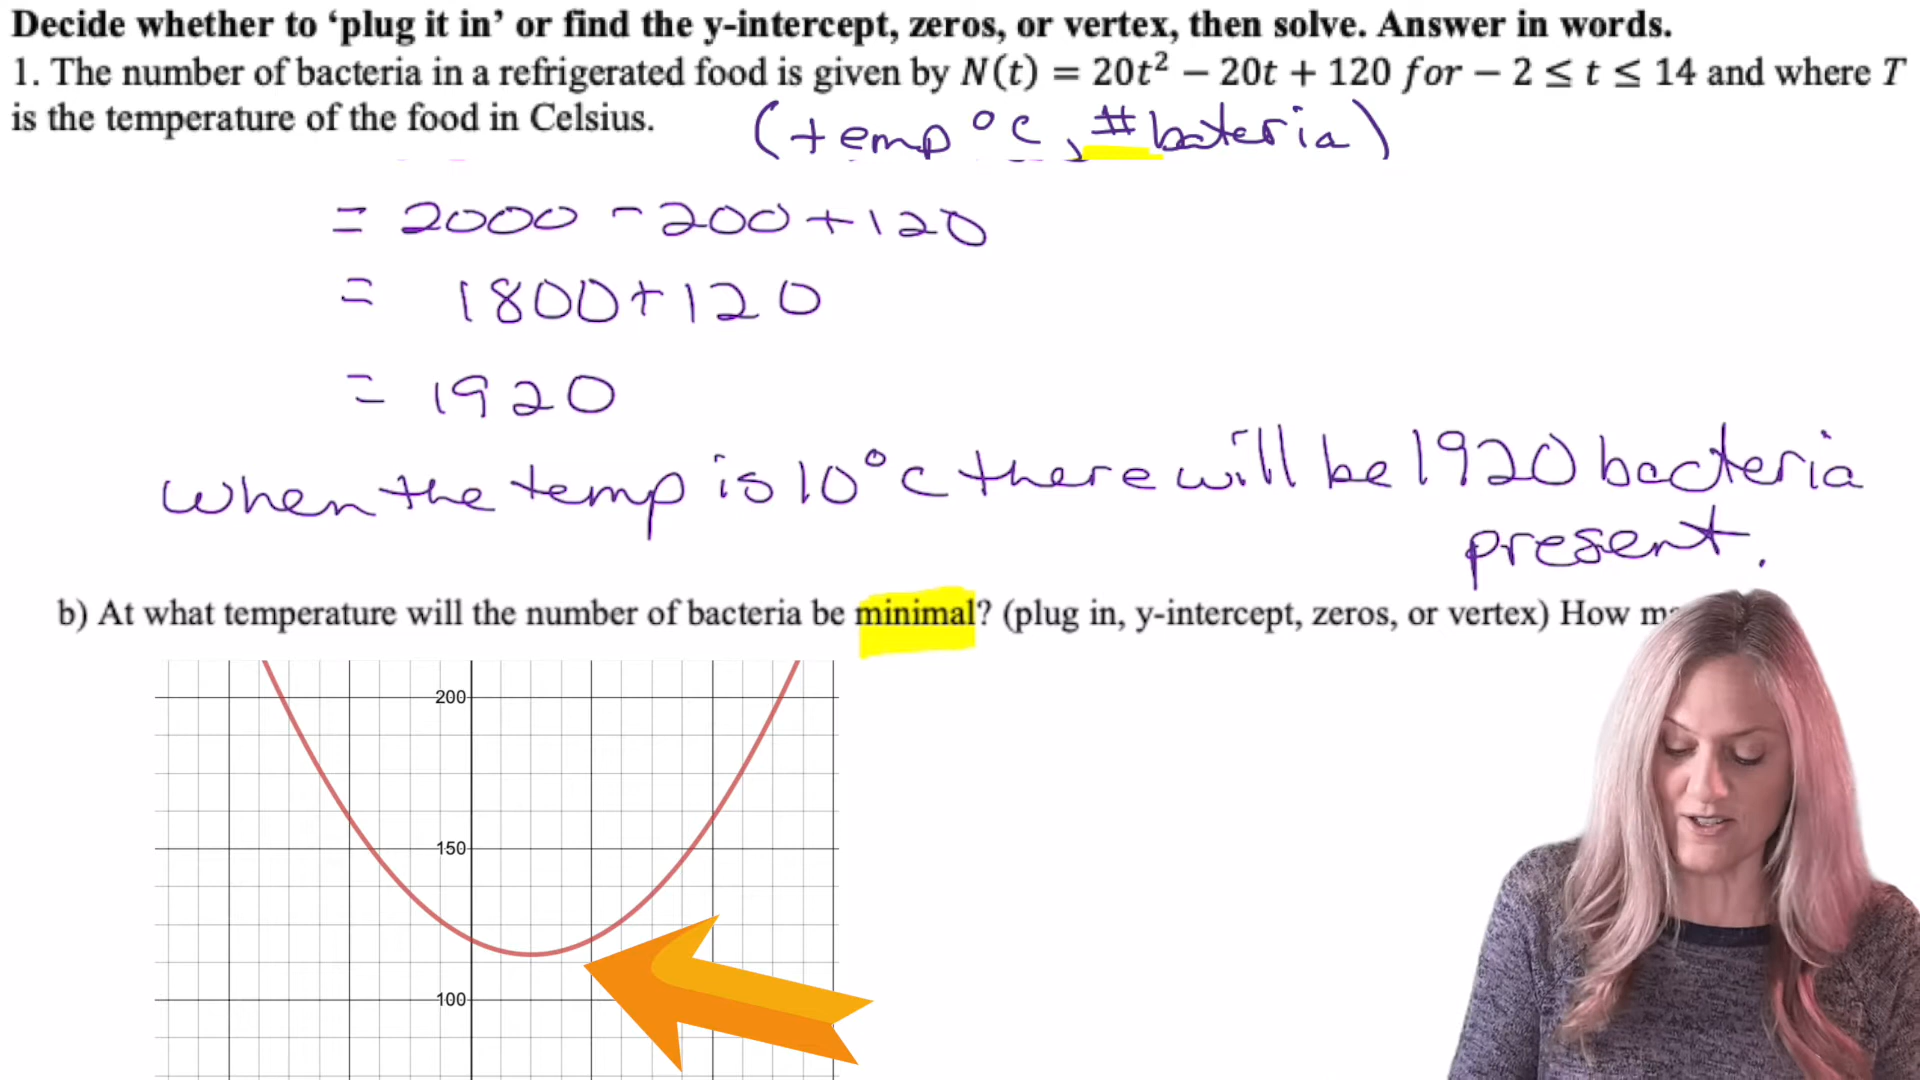 Decide whether to ‘plug it in’ or find the y-intercept, zeros, or vertex, then solve. Answer in words.
1. The number of bacteria in a refrigerated food is given by N(t) = 20t² − 20t + 120 for − 2 ≤ t ≤ 14 and where T
is the temperature of the food in Celsius.
(temp °C, # bateria)
= 2000 - 200 + 120
= 1800 + 120
= 1920
when the temp is 10°C there will be 1920 bacteria
present.
b) At what temperature will the number of bacteria be minimal? (plug in, y-intercept, zeros, or vertex) How
200
150
100